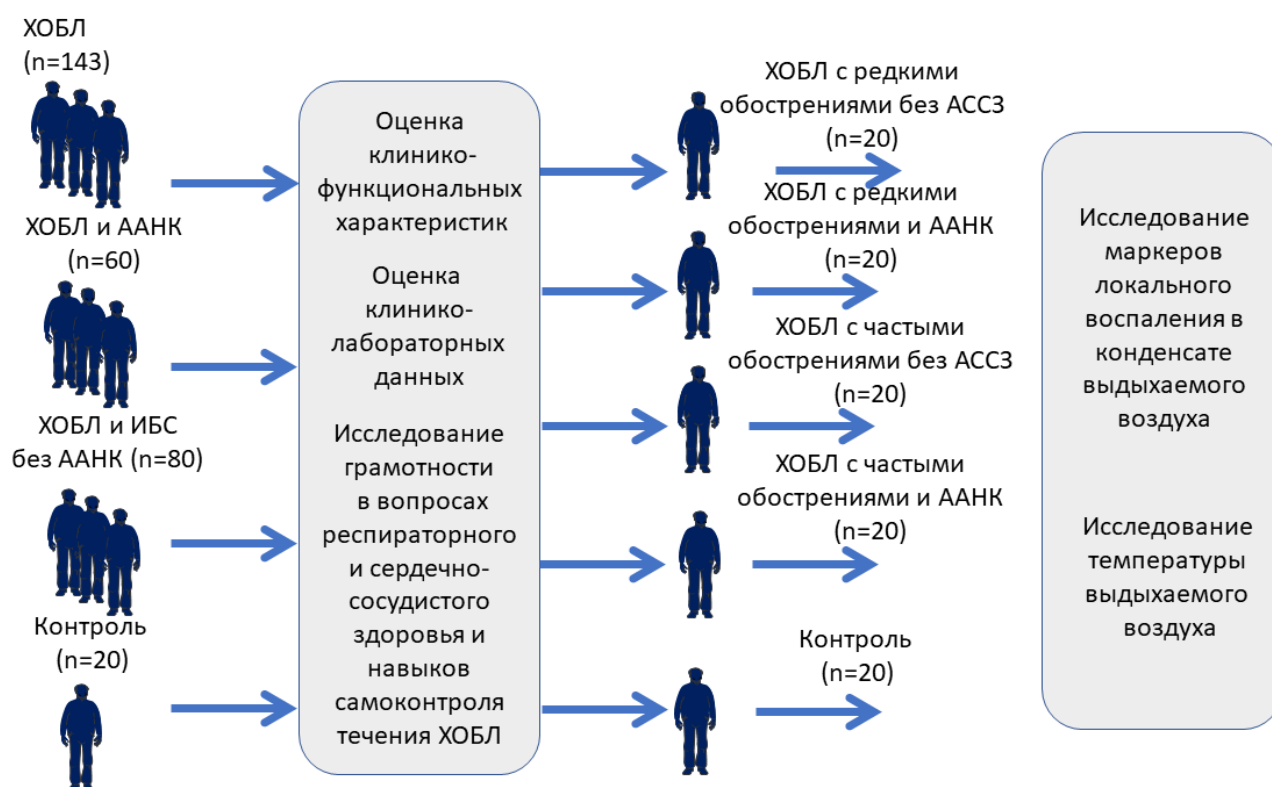 ХОБЛ
(n=143)
ХОБЛ и ААНК
(n=60)
ХОБЛ и ИБС
без ААНК (n=80)
Контроль
(n=20)
Оценка
клинико-
функциональных
характеристик
Оценка
клинико-
лабораторных
данных
Исследование
грамотности
в вопросах
респираторного
и сердечно-
сосудистого
здоровья и
навыков
самоконтроля
течения ХОБЛ
ХОБЛ с редкими
обострениями без АССЗ
(n=20)
ХОБЛ с редкими
обострениями и ААНК
(n=20)
ХОБЛ с частыми
обострениями без АССЗ
(n=20)
ХОБЛ с частыми
обострениями и ААНК
(n=20)
Контроль
(n=20)
Исследование
маркеров
локального
воспаления в
конденсате
выдыхаемого
воздуха
Исследование
температуры
выдыхаемого
воздуха